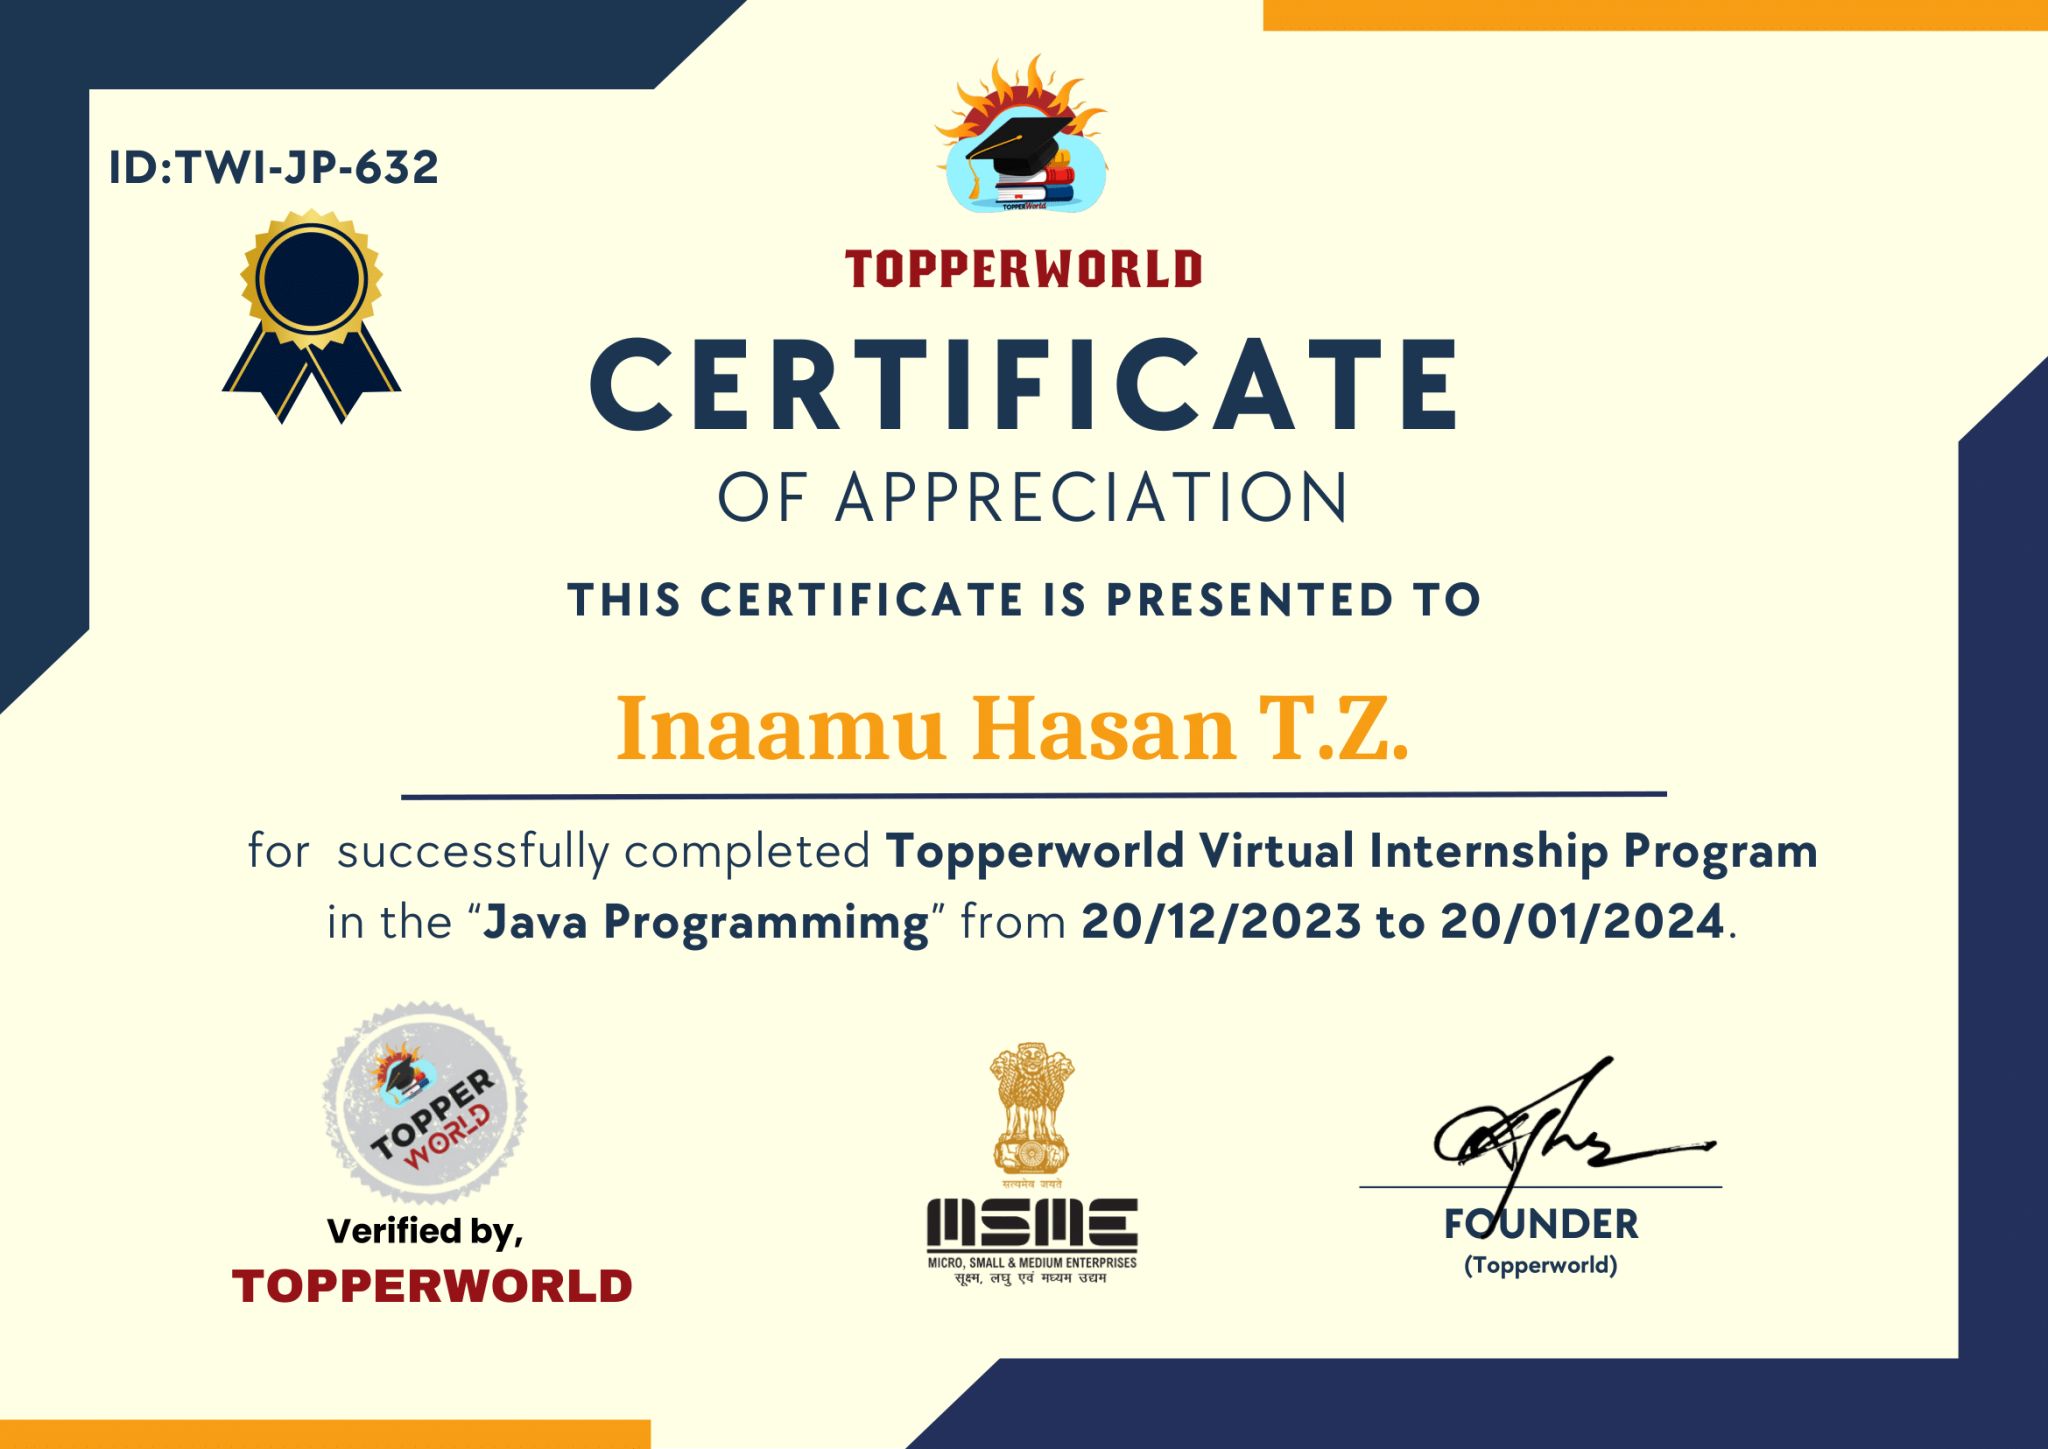 ID:TWI-JP-632
TOPPERWorld
TOPPERWORLD
CERTIFICATE
OF APPRECIATION
THIS CERTIFICATE IS PRESENTED TO
Inaamu Hasan T.Z.
for successfully completed Topperworld Virtual Internship Program
in the “Java Programmimg” from 20/12/2023 to 20/01/2024.
TOPPER
WORLD
Verified by,
TOPPERWORLD
सत्यमेव जयते
MSME
MICRO, SMALL & MEDIUM ENTERPRISES
सूक्ष्म, लघु एवं मध्यम उद्यम
FOUNDER
(Topperworld)